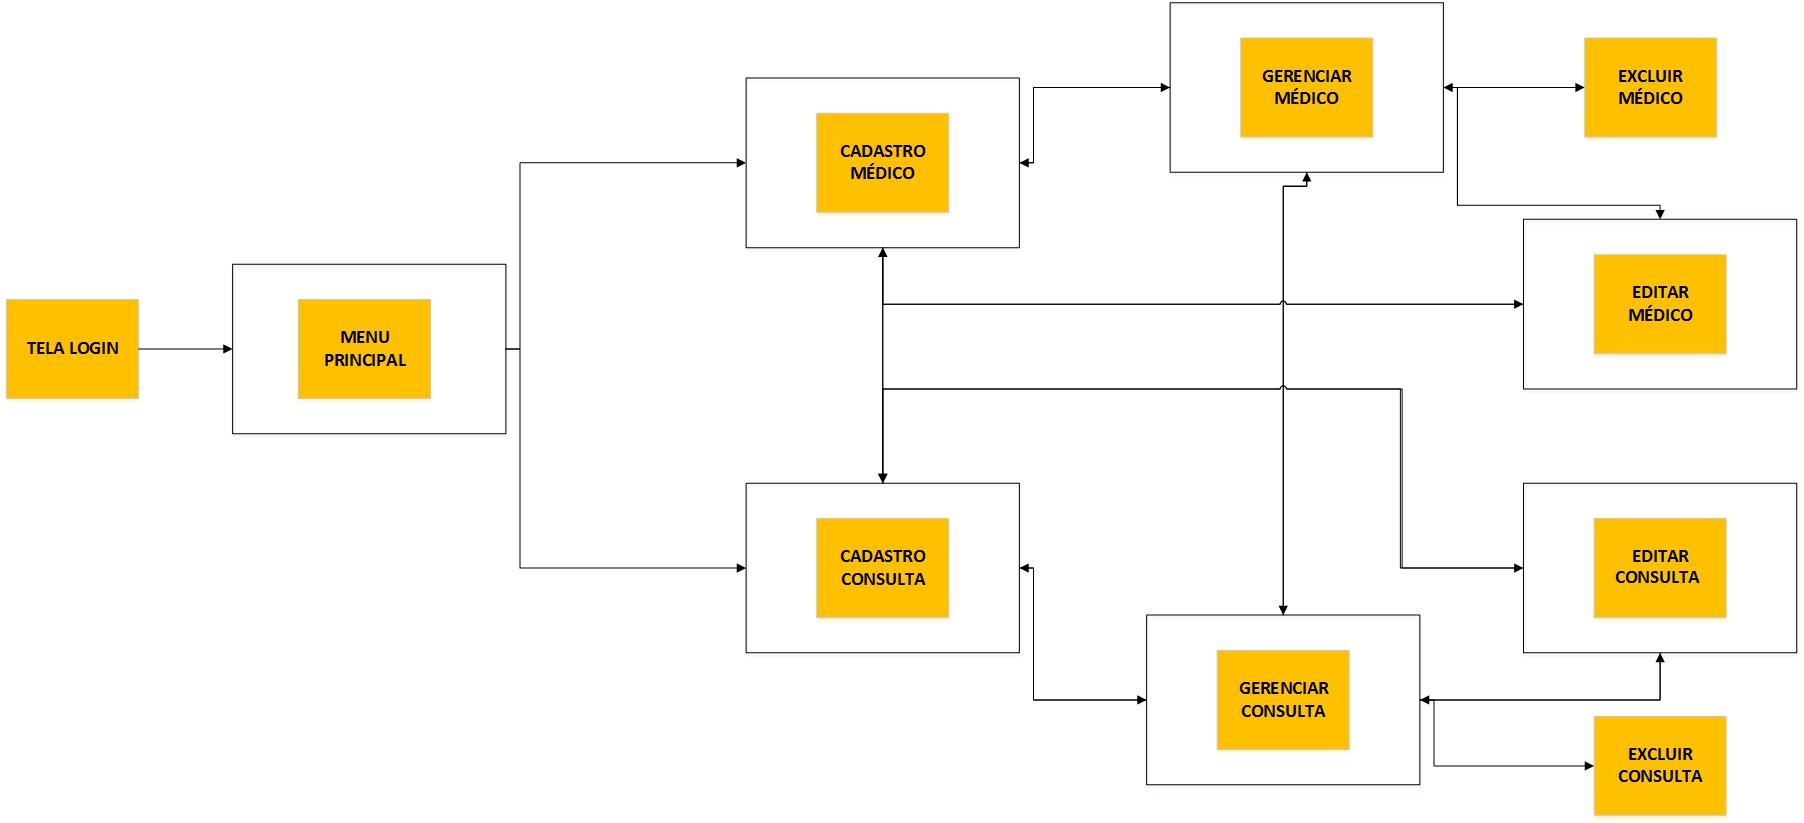 TELA LOGIN
MENU
PRINCIPAL
CADASTRO
MÉDICO
GERENCIAR
MÉDICO
EXCLUIR
MÉDICO
EDITAR
MÉDICO
CADASTRO
CONSULTA
EDITAR
CONSULTA
GERENCIAR
CONSULTA
EXCLUIR
CONSULTA